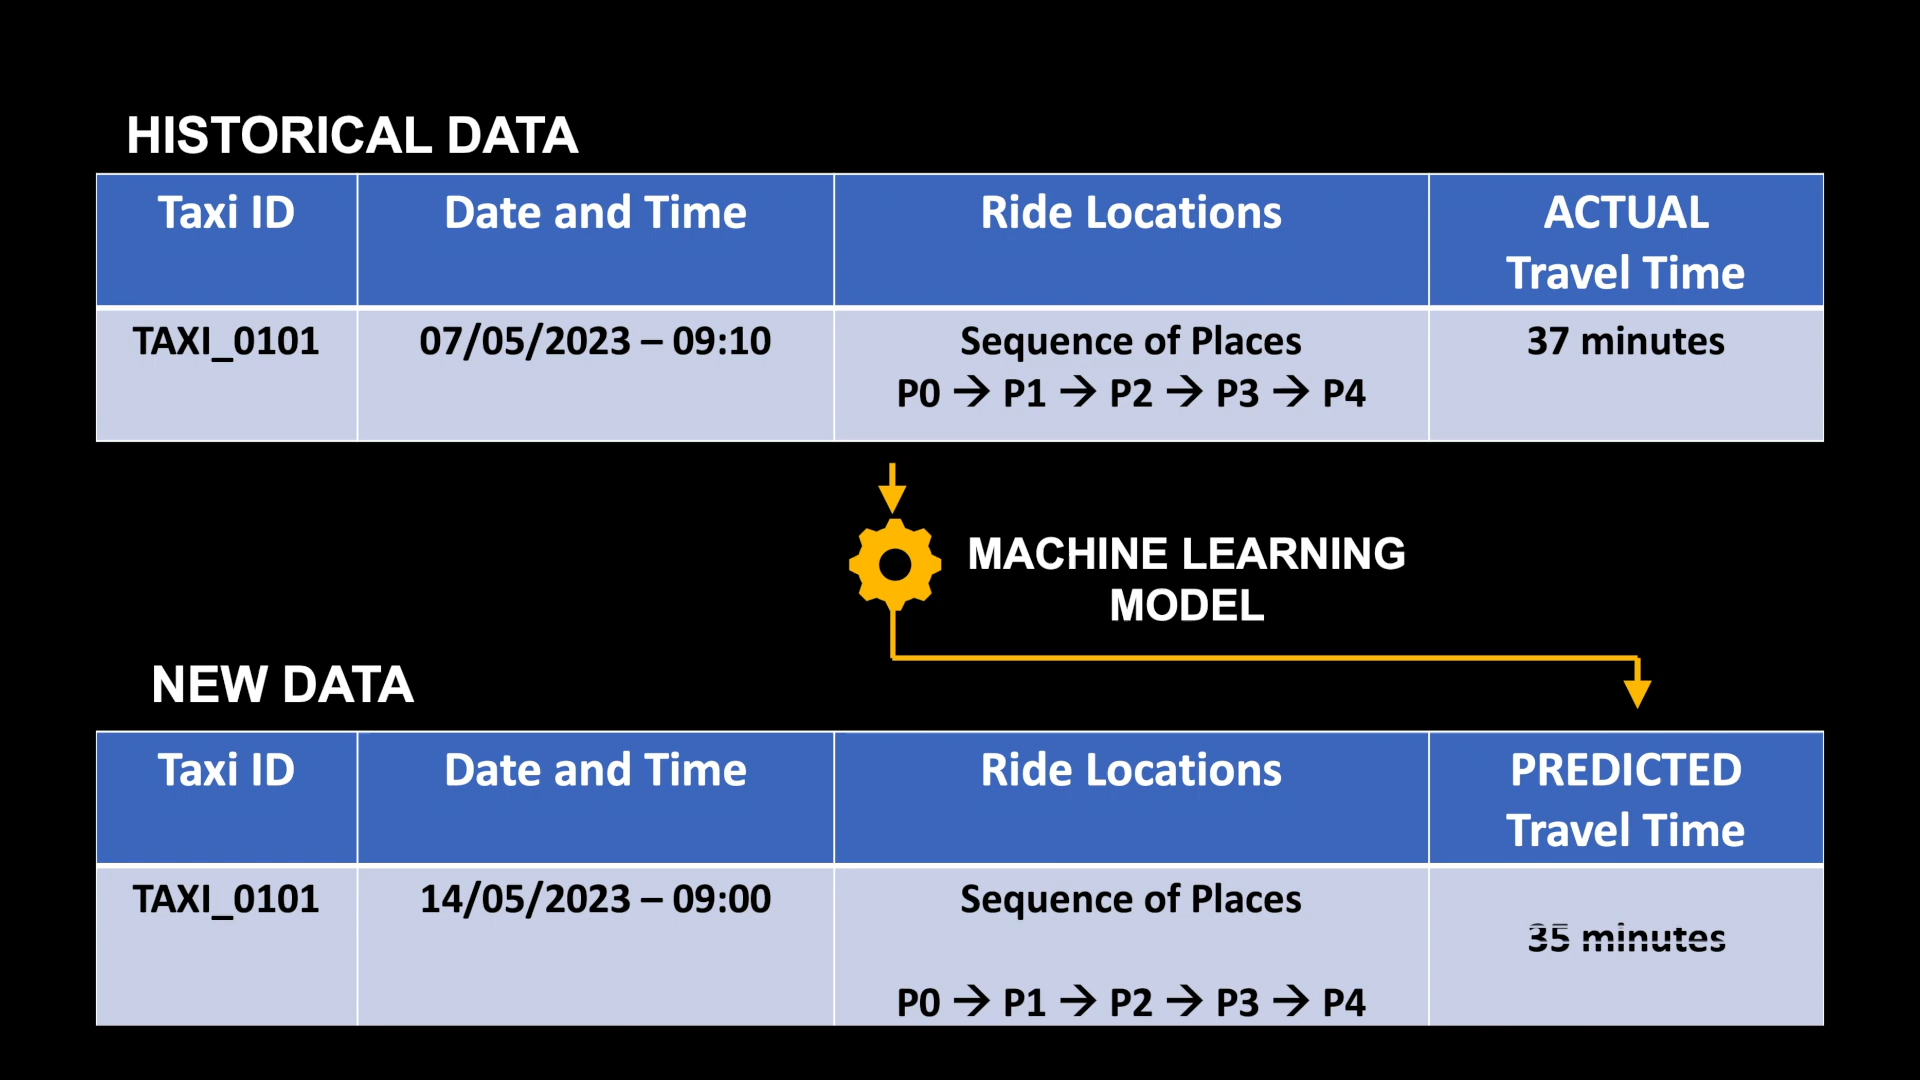 HISTORICAL DATA
Taxi ID
Date and Time
Ride Locations
ACTUAL
Travel Time
TAXI_0101
07/05/2023 – 09:10
Sequence of Places
P0 → P1 → P2 → P3 → P4
37 minutes
MACHINE LEARNING
MODEL
NEW DATA
Taxi ID
Date and Time
Ride Locations
PREDICTED
Travel Time
TAXI_0101
14/05/2023 – 09:00
Sequence of Places
P0 → P1 → P2 → P3 → P4
35 minutes